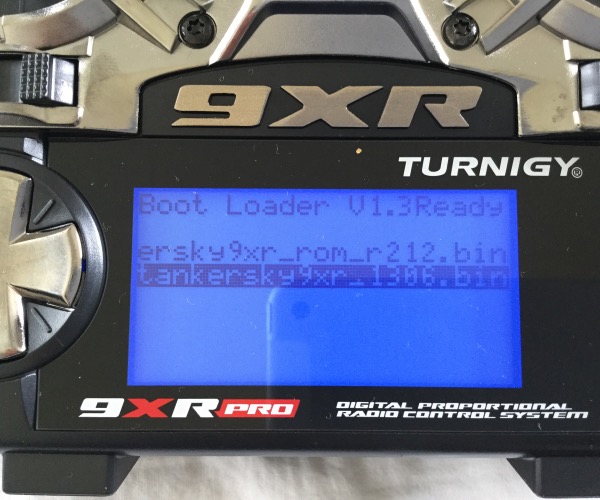 9XR
TURNIGY
Boot Loader V1.3Ready
ersky9xr_rom_r212.bin
tankersky9xr_1306.bin
9XR PRO
DIGITAL PROPORTIONAL
RADIO CONTROL SYSTEM